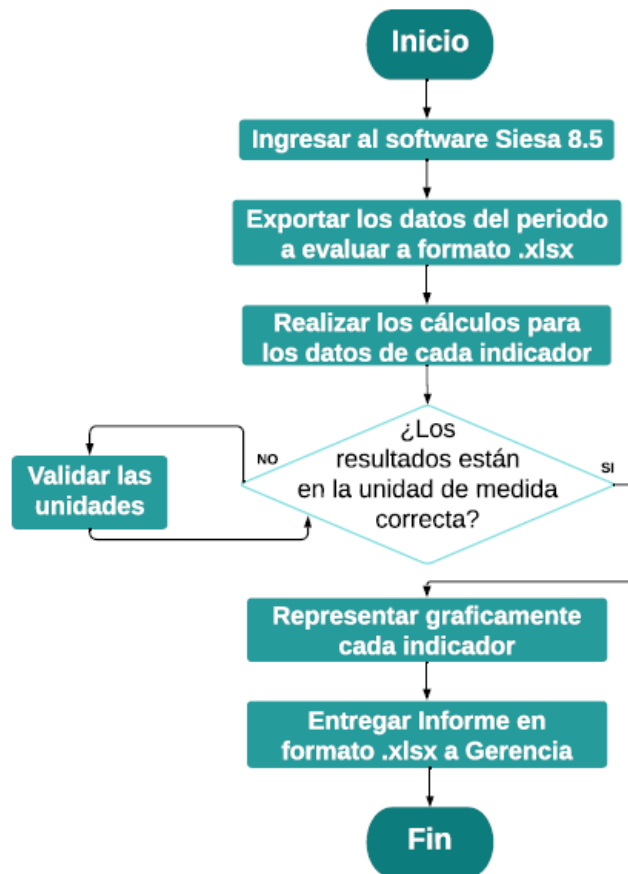 Inicio
Ingresar al software Siesa 8.5
Exportar los datos del periodo
a evaluar a formato .xlsx
Realizar los cálculos para
los datos de cada indicador
¿Los
resultados están
en la unidad de medida
correcta?
NO
SI
Validar las
unidades
Representar graficamente
cada indicador
Entregar Informe en
formato .xlsx a Gerencia
Fin